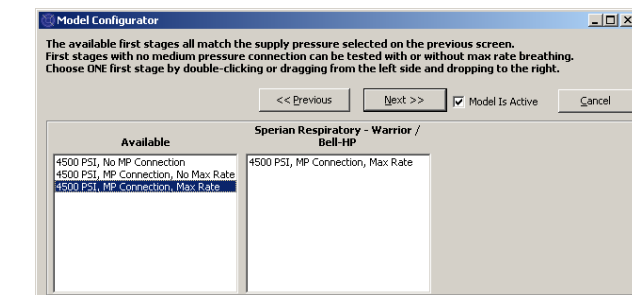 Model Configurator
The available first stages all match the supply pressure selected on the previous screen.
First stages with no medium pressure connection can be tested with or without max rate breathing.
Choose ONE first stage by double-clicking or dragging from the left side and dropping to the right.
<< Previous Next >> Model Is Active Cancel
Available
Sperian Respiratory - Warrior /
Bell-HP
4500 PSI, No MP Connection
4500 PSI, MP Connection, No Max Rate
4500 PSI, MP Connection, Max Rate
4500 PSI, MP Connection, Max Rate